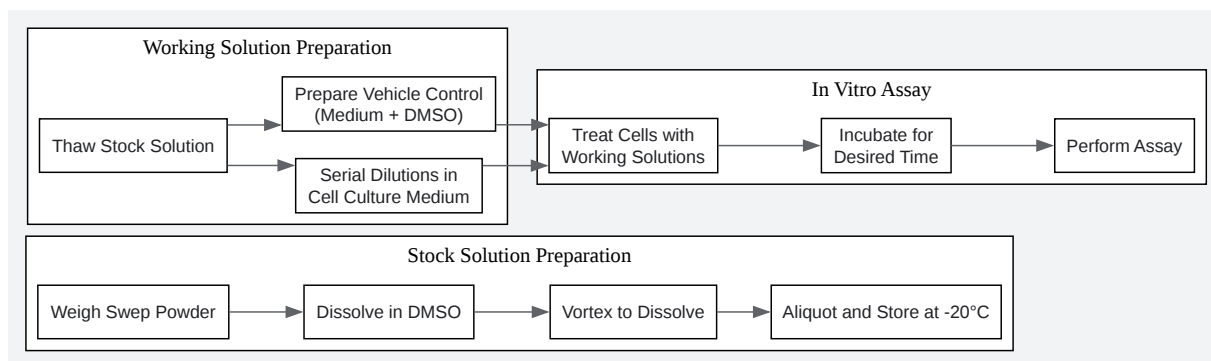 Working Solution Preparation
Thaw Stock Solution
Prepare Vehicle Control
(Medium + DMSO)
Serial Dilutions in
Cell Culture Medium
In Vitro Assay
Treat Cells with
Working Solutions
Incubate for
Desired Time
Perform Assay
Stock Solution Preparation
Weigh Swep Powder
Dissolve in DMSO
Vortex to Dissolve
Aliquot and Store at -20°C